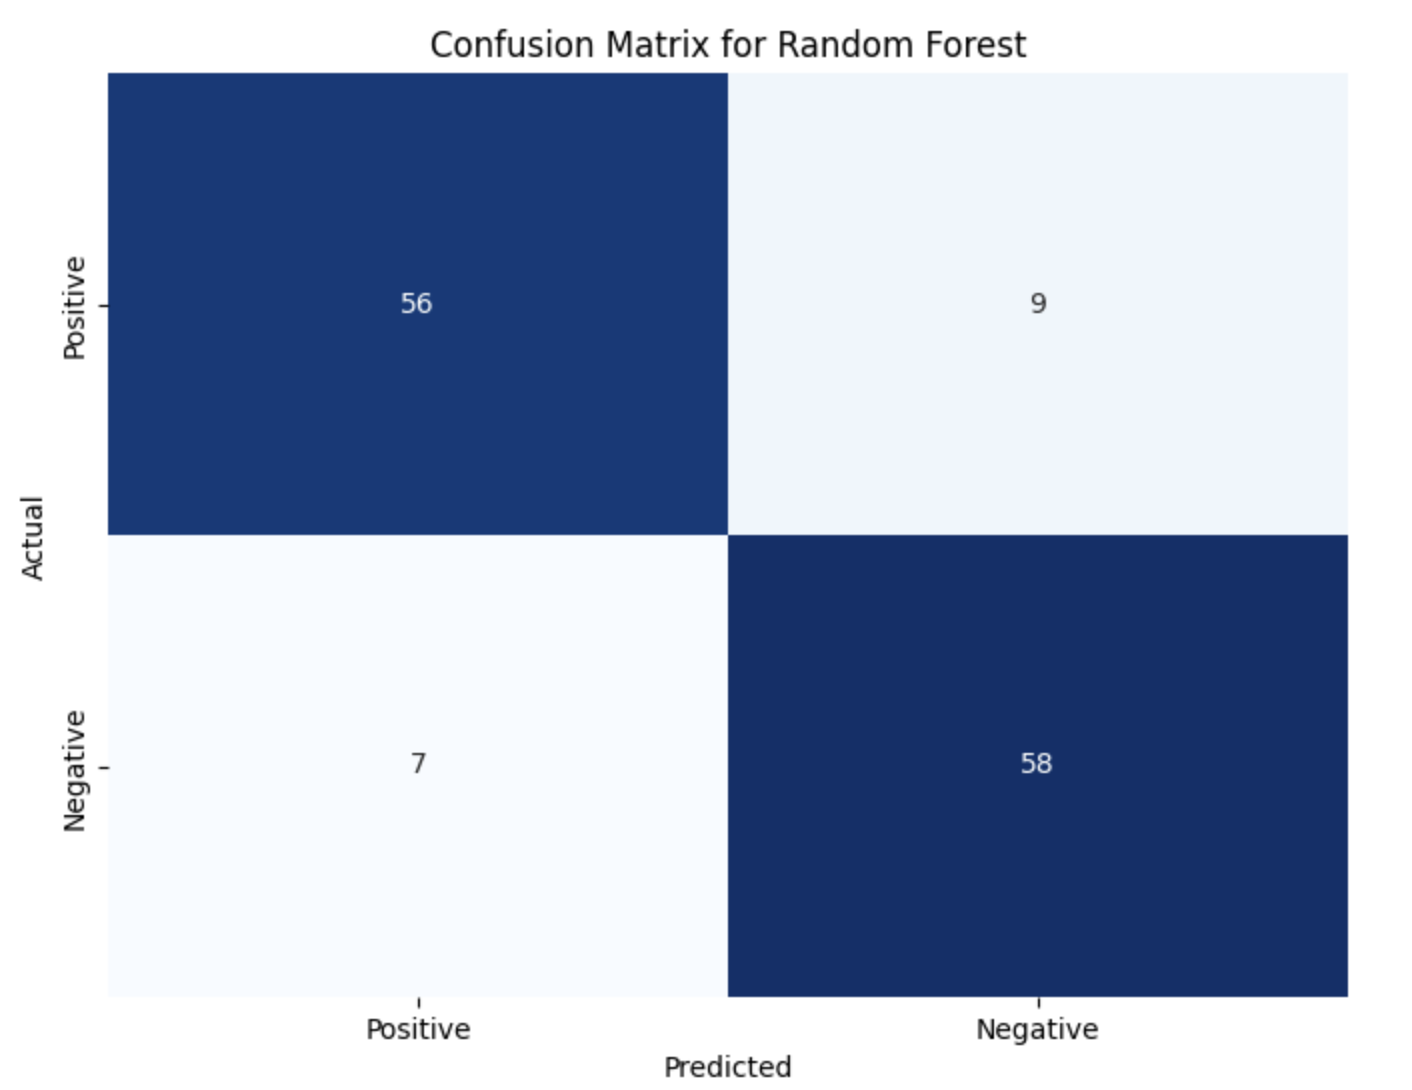 Confusion Matrix for Random Forest
Actual
Positive
56
9
Negative
7
58
Positive
Negative
Predicted